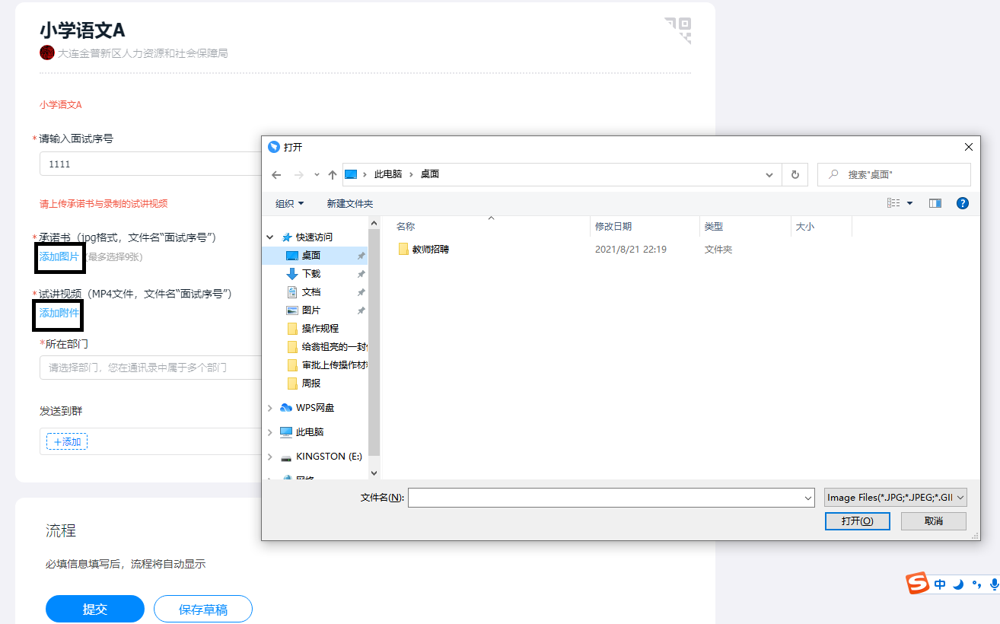 小学语文A
大连金普新区人力资源和社会保障局
小学语文A
*请输入面试序号
1111
请上传承诺书与录制的试讲视频
*承诺书（jpg格式，文件名“面试序号”）
添加图片 (最多选择9张)
*试讲视频（MP4文件，文件名“面试序号”）
添加附件
*所在部门
请选择部门，您在通讯录中属于多个部门
发送到群
+添加
流程
必填信息填写后，流程将自动显示
提交 保存草稿
打开
此电脑 › 桌面
搜索"桌面"
组织 新建文件夹
名称 修改日期 类型 大小
教师招聘 2021/8/21 22:19 文件夹
快速访问
桌面
下载
文档
图片
操作规程
给翁祖亮的一封
审批上传操作材
周报
WPS网盘
此电脑
KINGSTON (E:)
网络
文件名(N):
Image Files(*.JPG;*.JPEG;*.GI
打开(O) 取消
S中